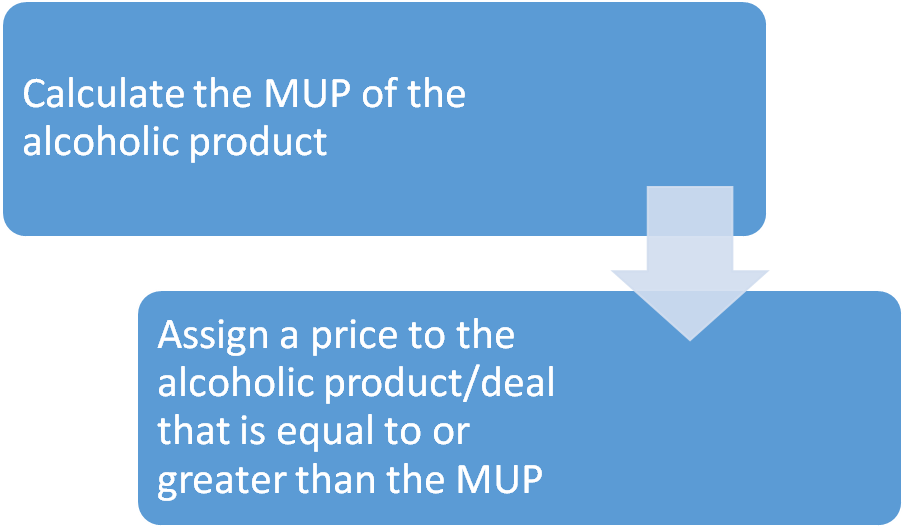 Calculate the MUP of the
alcoholic product
Assign a price to the
alcoholic product/deal
that is equal to or
greater than the MUP